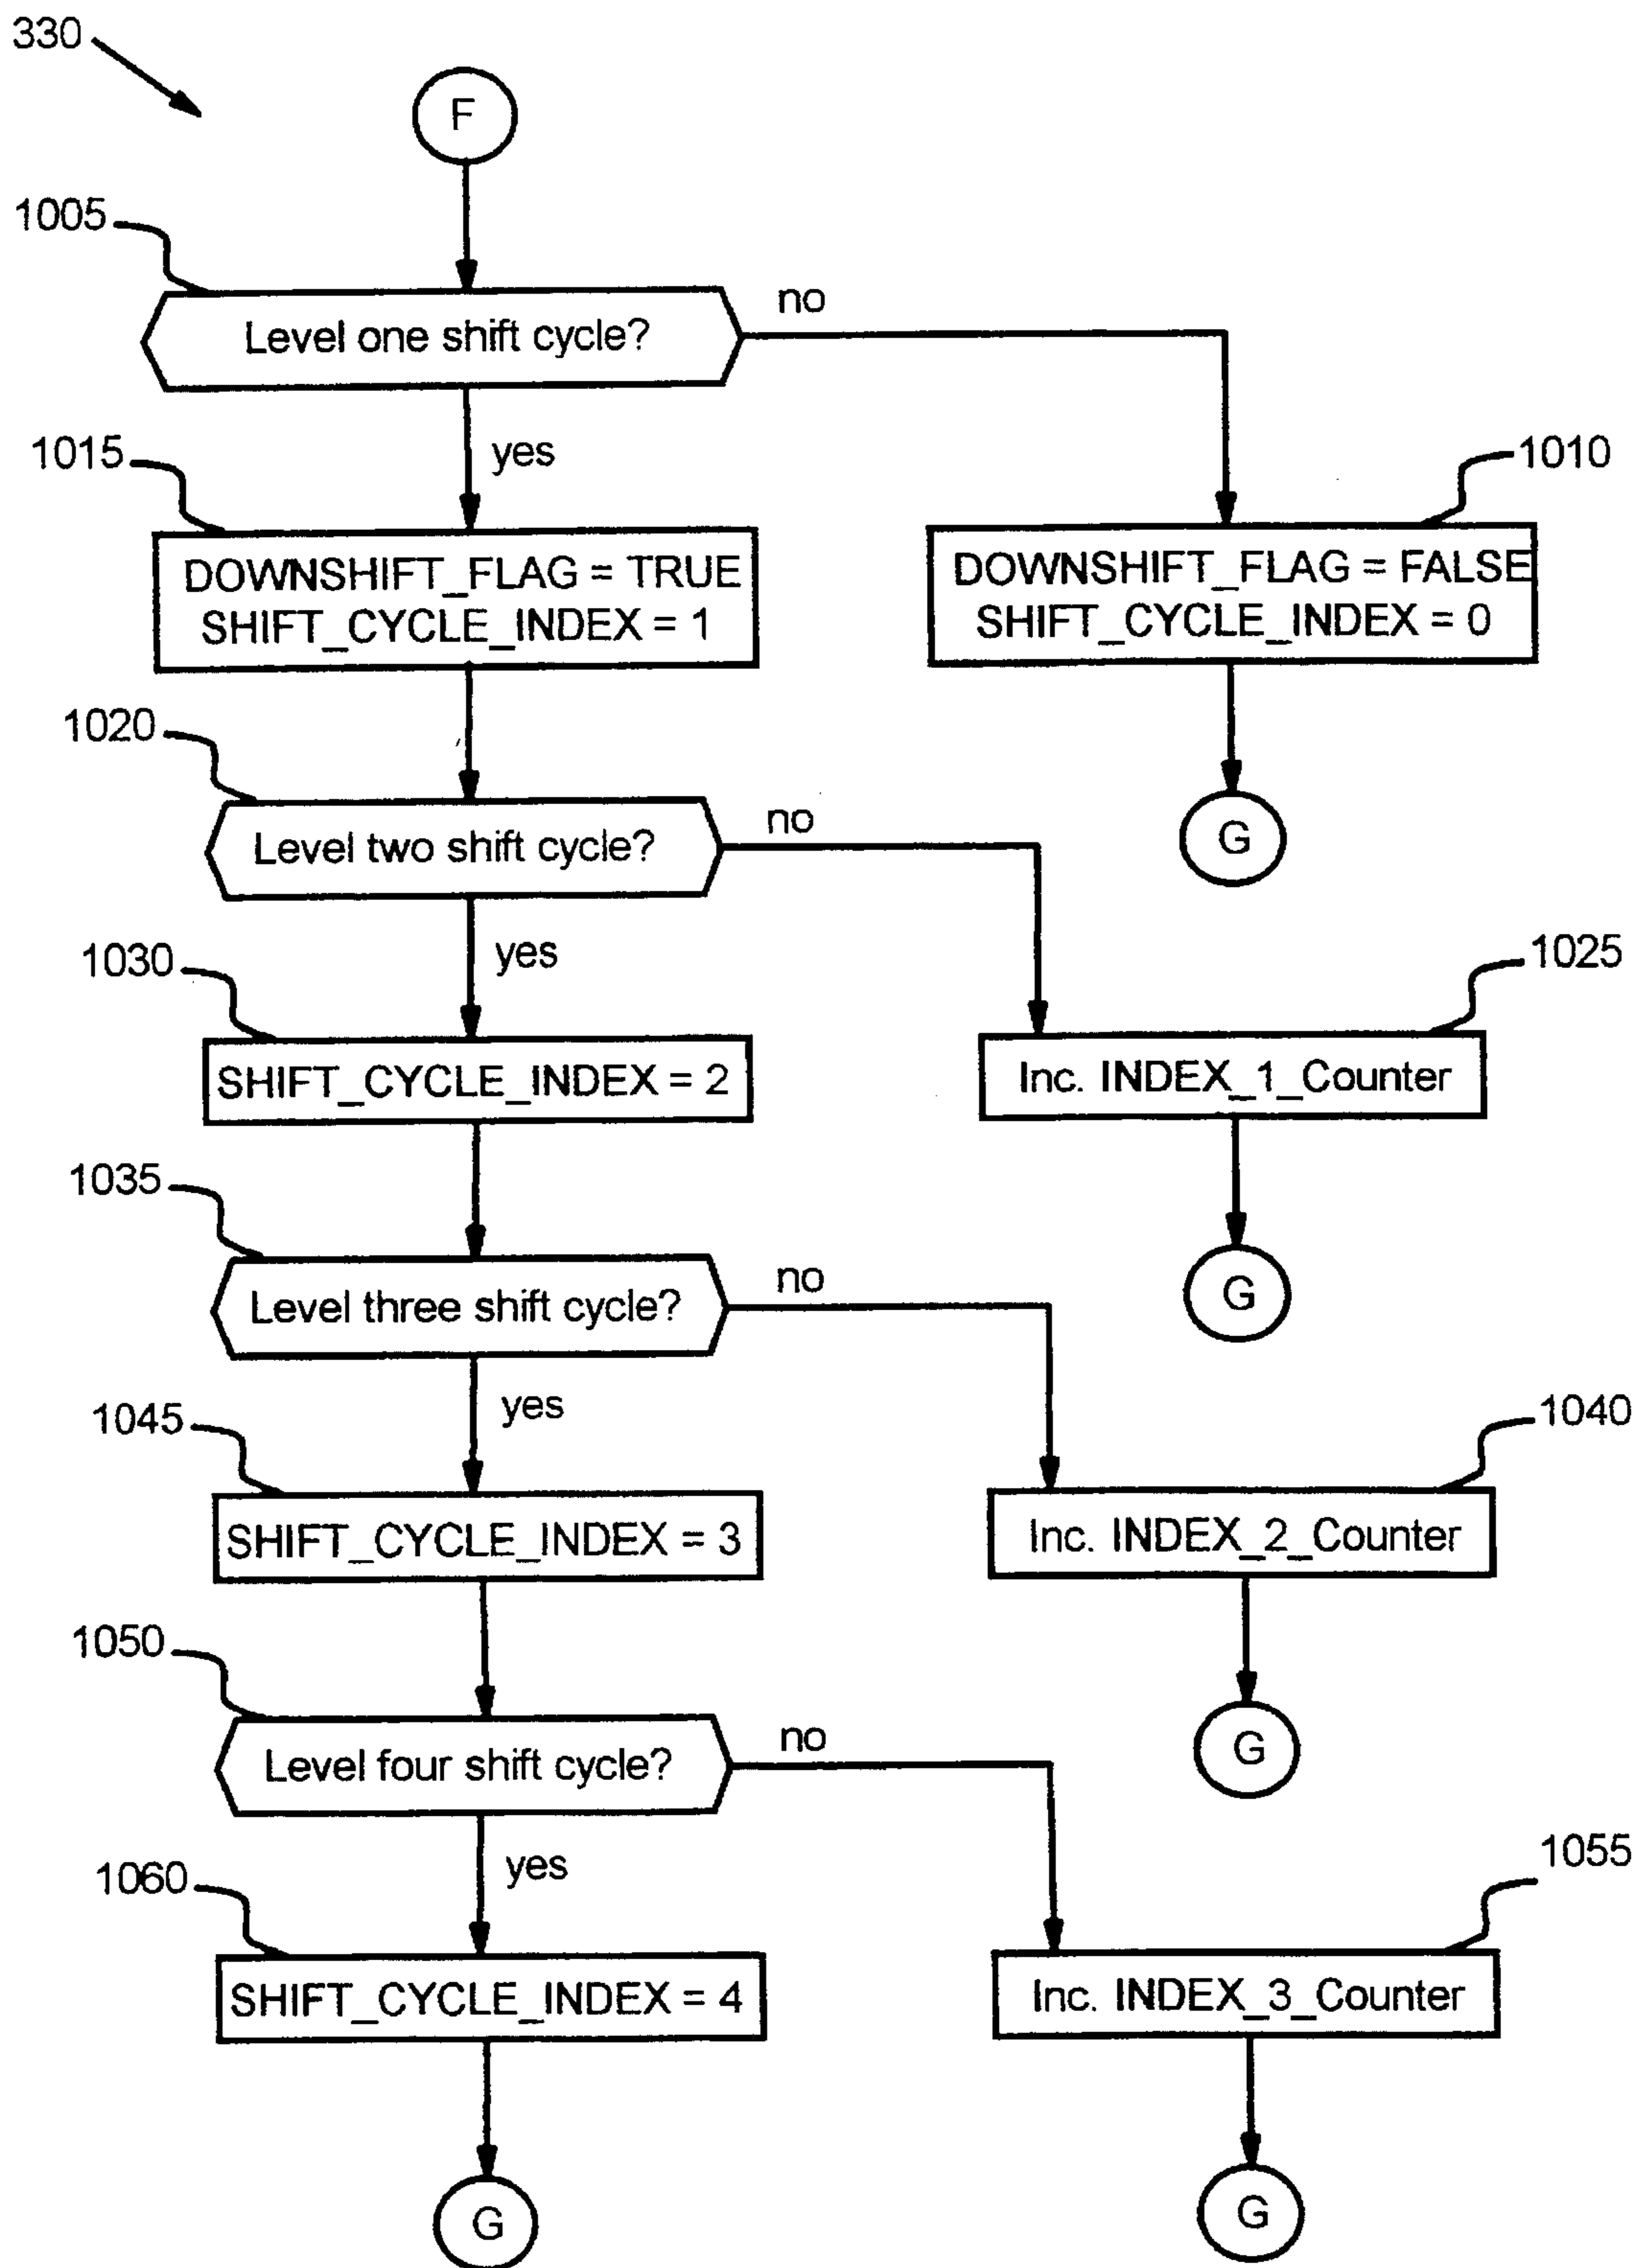 330
F
1005
Level one shift cycle?
no
yes
1015
1010
DOWNSHIFT_FLAG = TRUE
SHIFT_CYCLE_INDEX = 1
DOWNSHIFT_FLAG = FALSE
SHIFT_CYCLE_INDEX = 0
1020
Level two shift cycle?
no
G
yes
1030
1025
SHIFT_CYCLE_INDEX = 2
Inc. INDEX_1_Counter
1035
Level three shift cycle?
no
G
yes
1045
1040
SHIFT_CYCLE_INDEX = 3
Inc. INDEX_2_Counter
1050
Level four shift cycle?
no
G
yes
1060
1055
SHIFT_CYCLE_INDEX = 4
Inc. INDEX_3_Counter
G
G